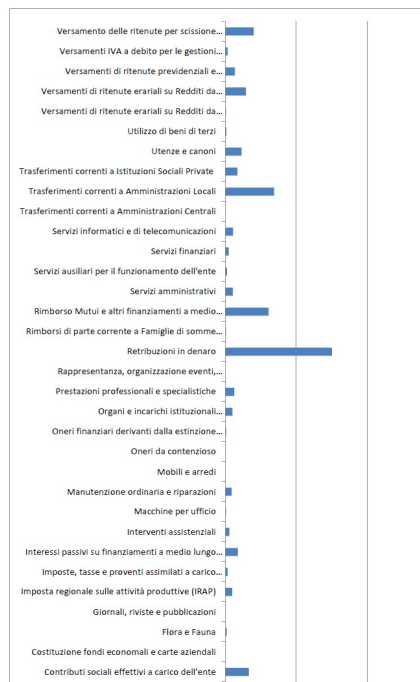 Versamento delle ritenute per scissione...
Versamenti IVA a debito per le gestioni...
Versamenti di ritenute previdenziali e...
Versamenti di ritenute erariali su Redditi da...
Versamenti di ritenute erariali su Redditi da...
Utilizzo di beni di terzi
Utenze e canoni
Trasferimenti correnti a Istituzioni Sociali Private
Trasferimenti correnti a Amministrazioni Locali
Trasferimenti correnti a Amministrazioni Centrali
Servizi informatici e di telecomunicazioni
Servizi finanziari
Servizi ausiliari per il funzionamento dell'ente
Servizi amministrativi
Rimborso Mutui e altri finanziamenti a medio...
Rimborsi di parte corrente a Famiglie di somme...
Retribuzioni in denaro
Rappresentanza, organizzazione eventi,...
Prestazioni professionali e specialistiche
Organi e incarichi istituzionali...
Oneri finanziari derivanti dalla estinzione...
Oneri da contenzioso
Mobili e arredi
Manutenzione ordinaria e riparazioni
Macchine per ufficio
Interventi assistenziali
Interessi passivi su finanziamenti a medio lungo...
Imposte, tasse e proventi assimilati a carico...
Imposta regionale sulle attività produttive (IRAP)
Giornali, riviste e pubblicazioni
Flora e Fauna
Costituzione fondi economali e carte aziendali
Contributi sociali effettivi a carico dell'ente